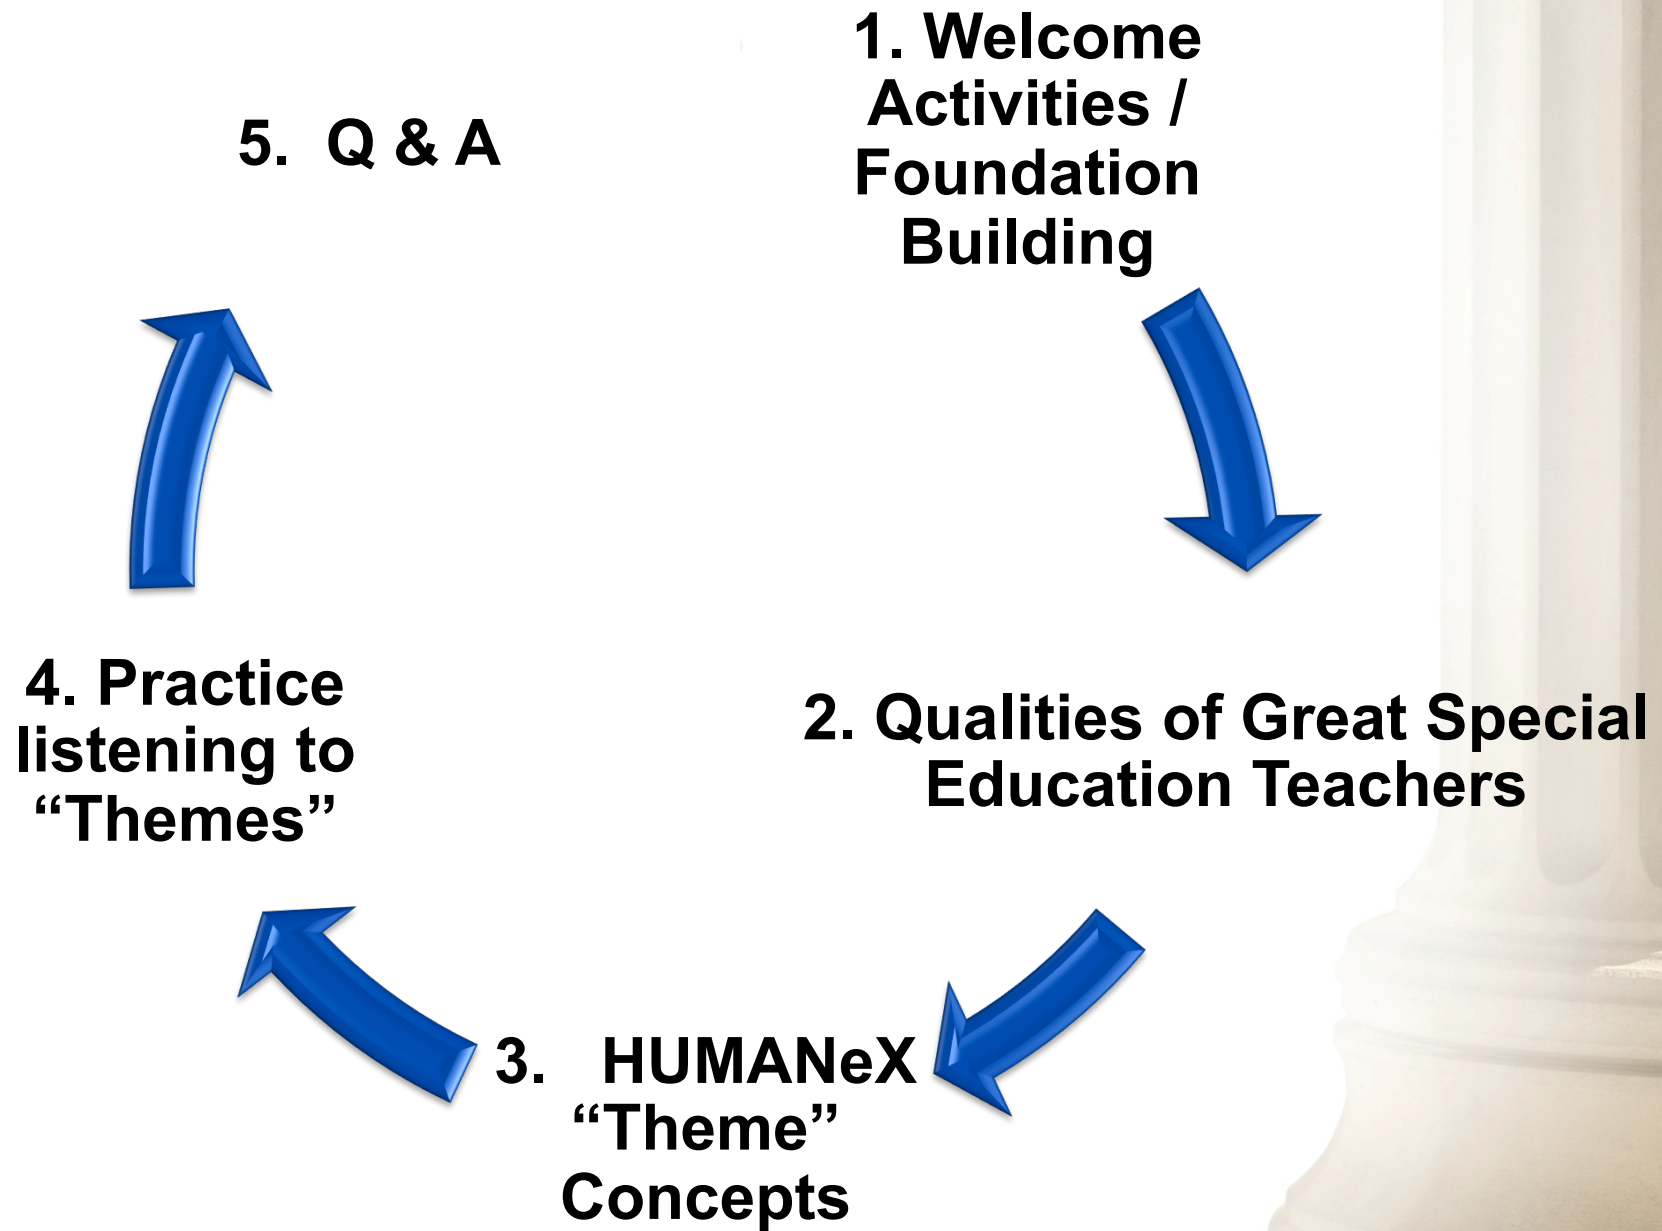 1. Welcome
Activities /
Foundation
Building
2. Qualities of Great Special
Education Teachers
3. HUMANeX
“Theme”
Concepts
4. Practice
listening to
“Themes”
5. Q & A